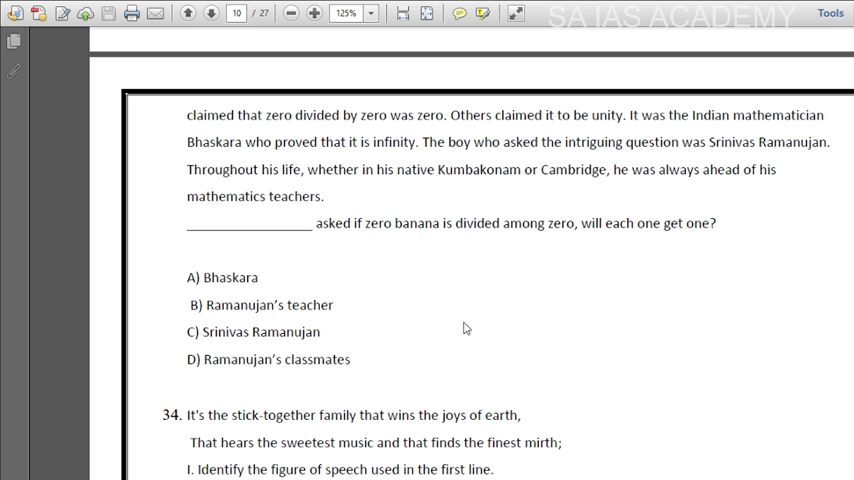 10 / 27
125%
SA IAS ACADEMY
Tools
claimed that zero divided by zero was zero. Others claimed it to be unity. It was the Indian mathematician
Bhaskara who proved that it is infinity. The boy who asked the intriguing question was Srinivas Ramanujan.
Throughout his life, whether in his native Kumbakonam or Cambridge, he was always ahead of his
mathematics teachers.
__________________ asked if zero banana is divided among zero, will each one get one?
A) Bhaskara
B) Ramanujan’s teacher
C) Srinivas Ramanujan
D) Ramanujan’s classmates
34. It's the stick-together family that wins the joys of earth,
That hears the sweetest music and that finds the finest mirth;
I. Identify the figure of speech used in the first line.